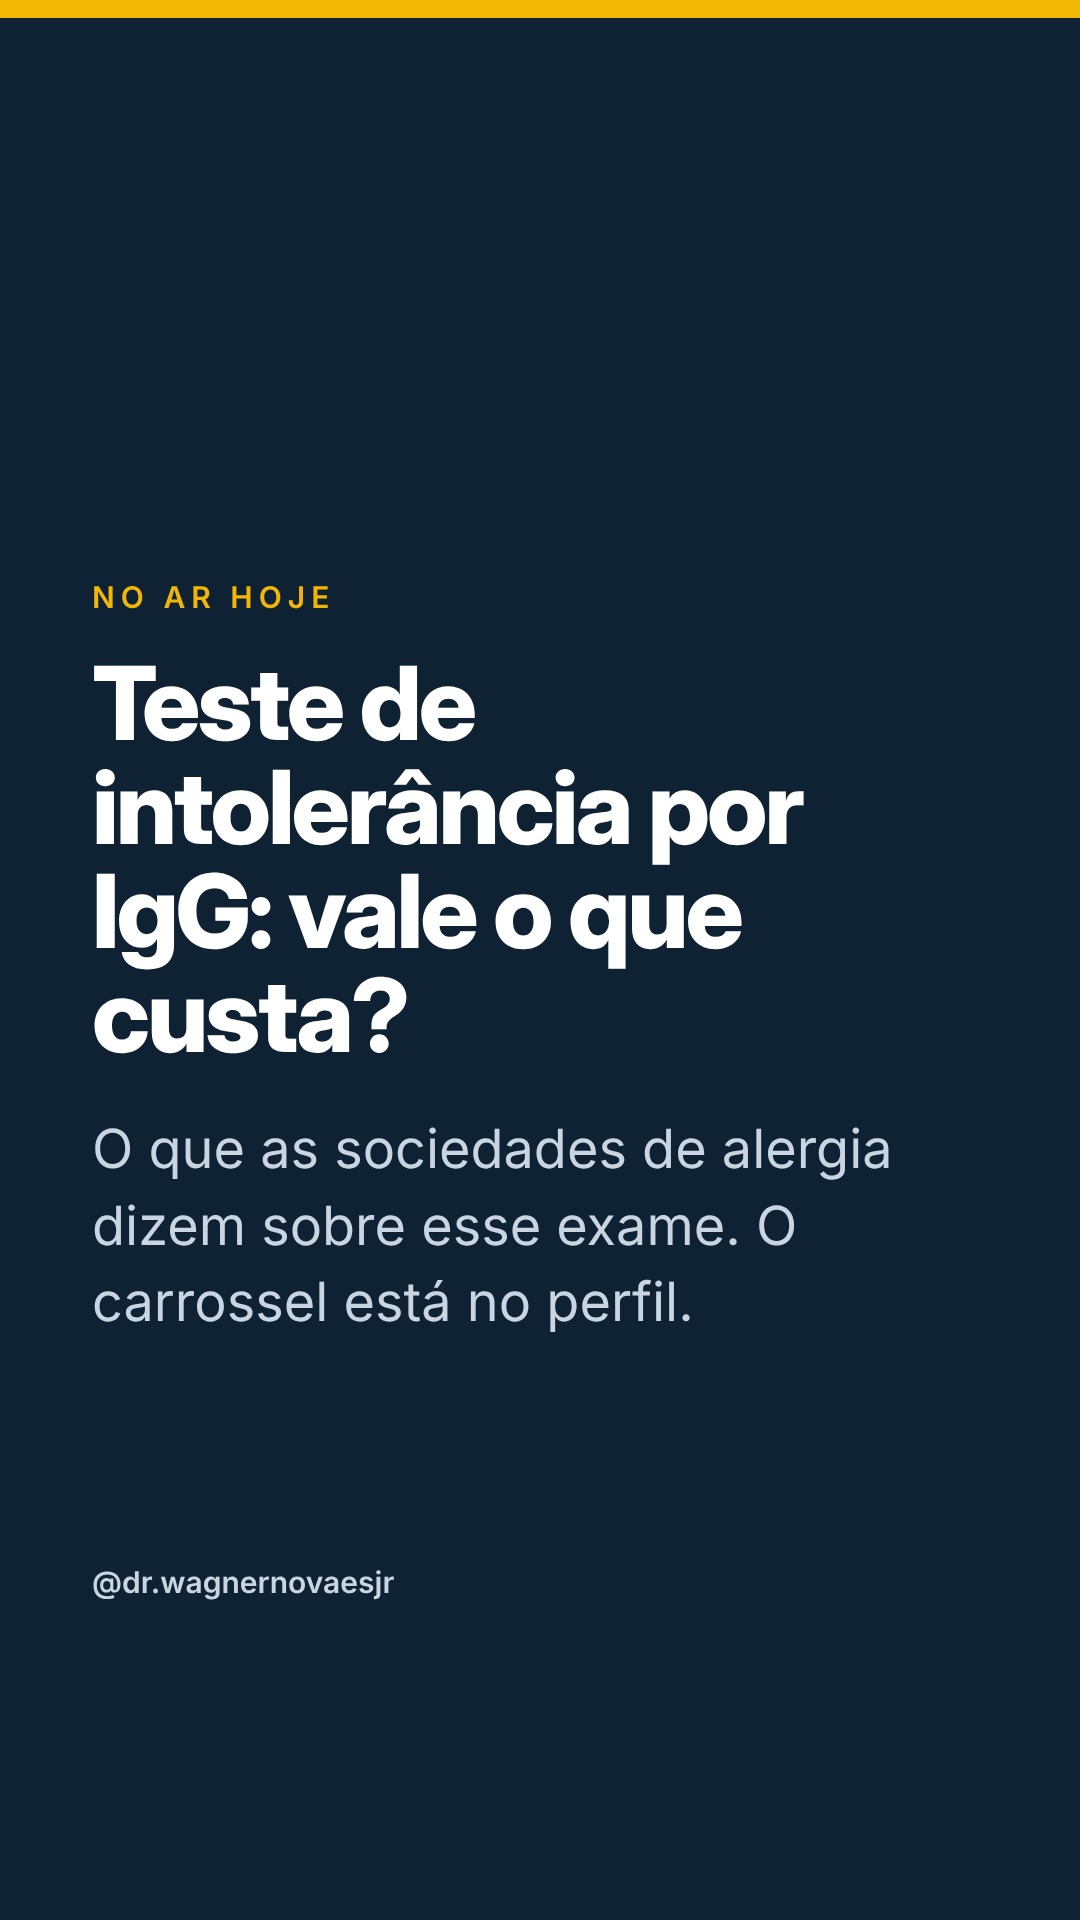 NO AR HOJE
Teste de
intolerância por
IgG: vale o que
custa?
O que as sociedades de alergia
dizem sobre esse exame. O
carrossel está no perfil.
@dr.wagnernovaesjr